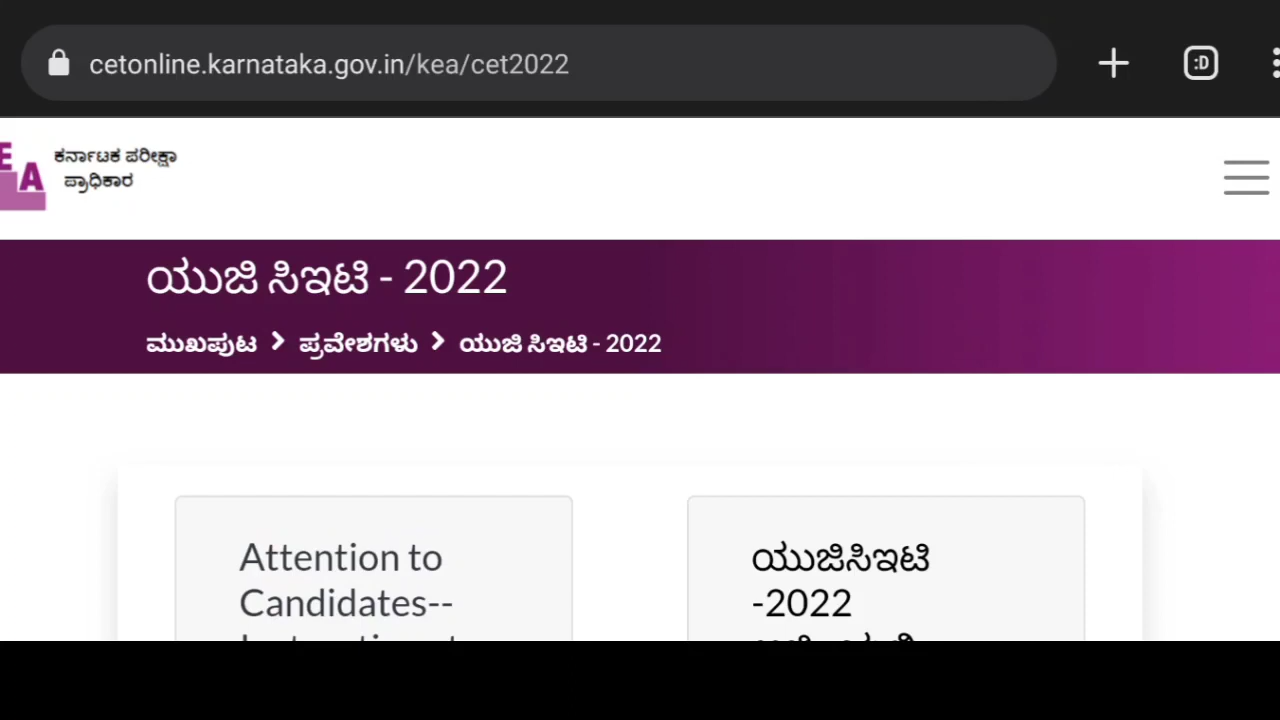 cetonline.karnataka.gov.in/kea/cet2022
:D
EA
ಕರ್ನಾಟಕ ಪರೀಕ್ಷಾ
ಪ್ರಾಧಿಕಾರ
ಯುಜಿ ಸಿಇಟಿ - 2022
ಮುಖಪುಟ > ಪ್ರವೇಶಗಳು > ಯುಜಿ ಸಿಇಟಿ - 2022
Attention to
Candidates--
ಯುಜಿಸಿಇಟಿ
-2022